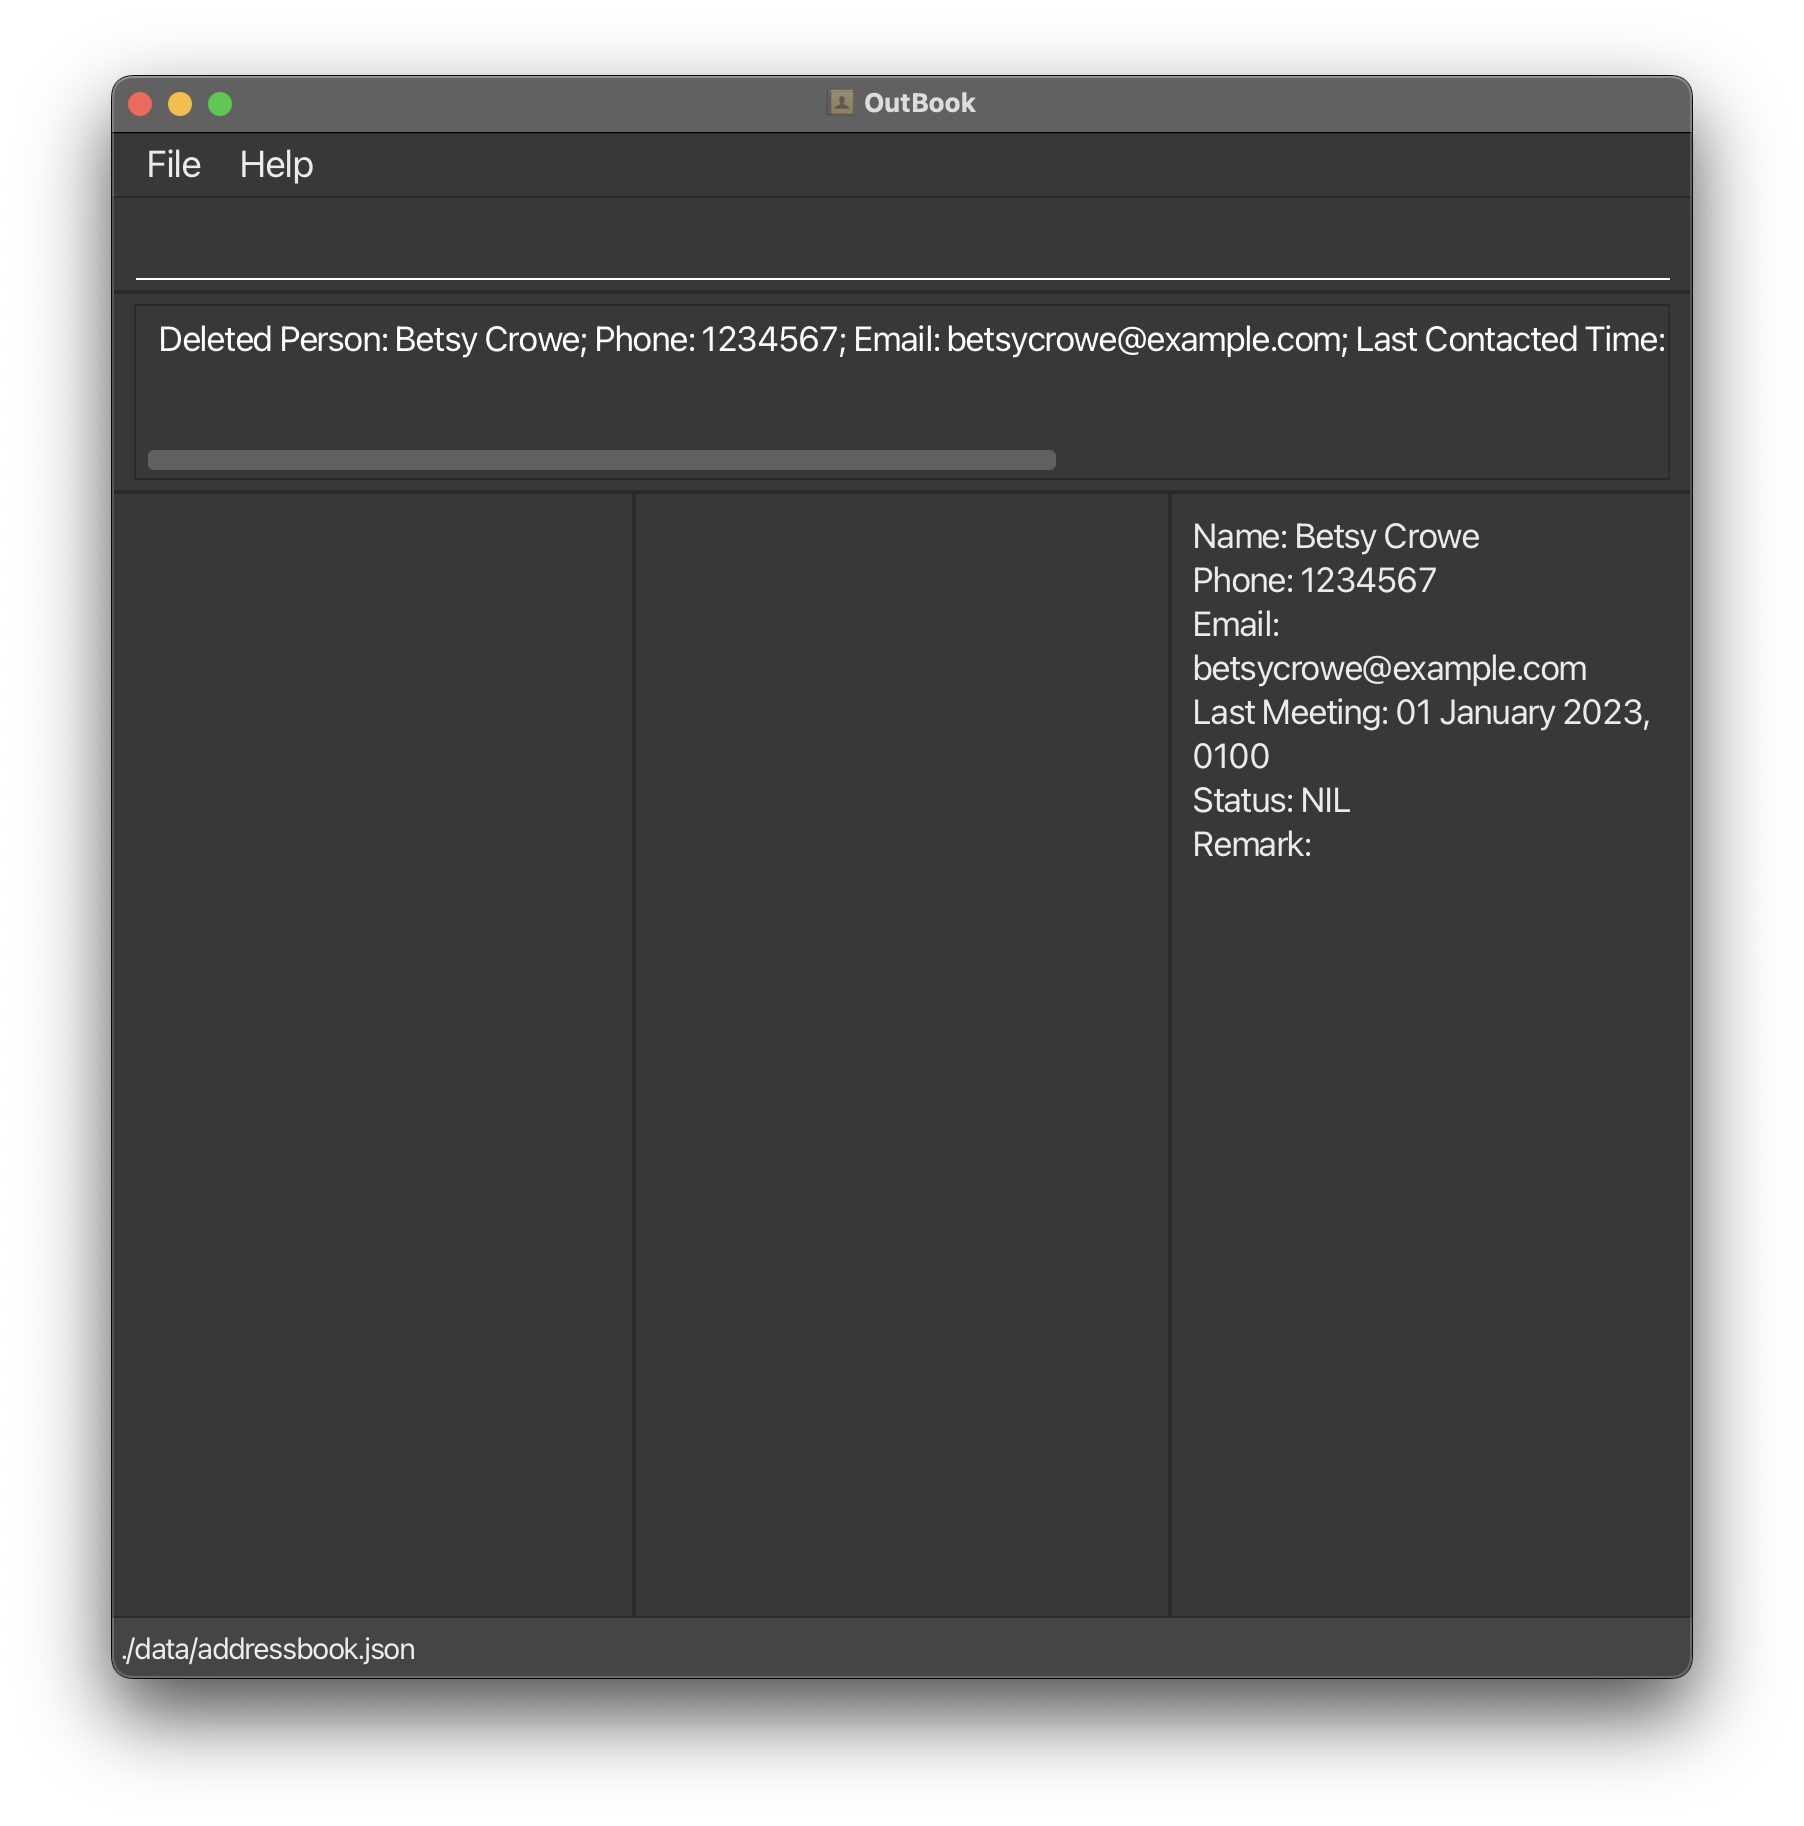 OutBook
File Help
Deleted Person: Betsy Crowe; Phone: 1234567; Email: betsycrowe@example.com; Last Contacted Time:
Name: Betsy Crowe
Phone: 1234567
Email:
betsycrowe@example.com
Last Meeting: 01 January 2023,
0100
Status: NIL
Remark:
./data/addressbook.json